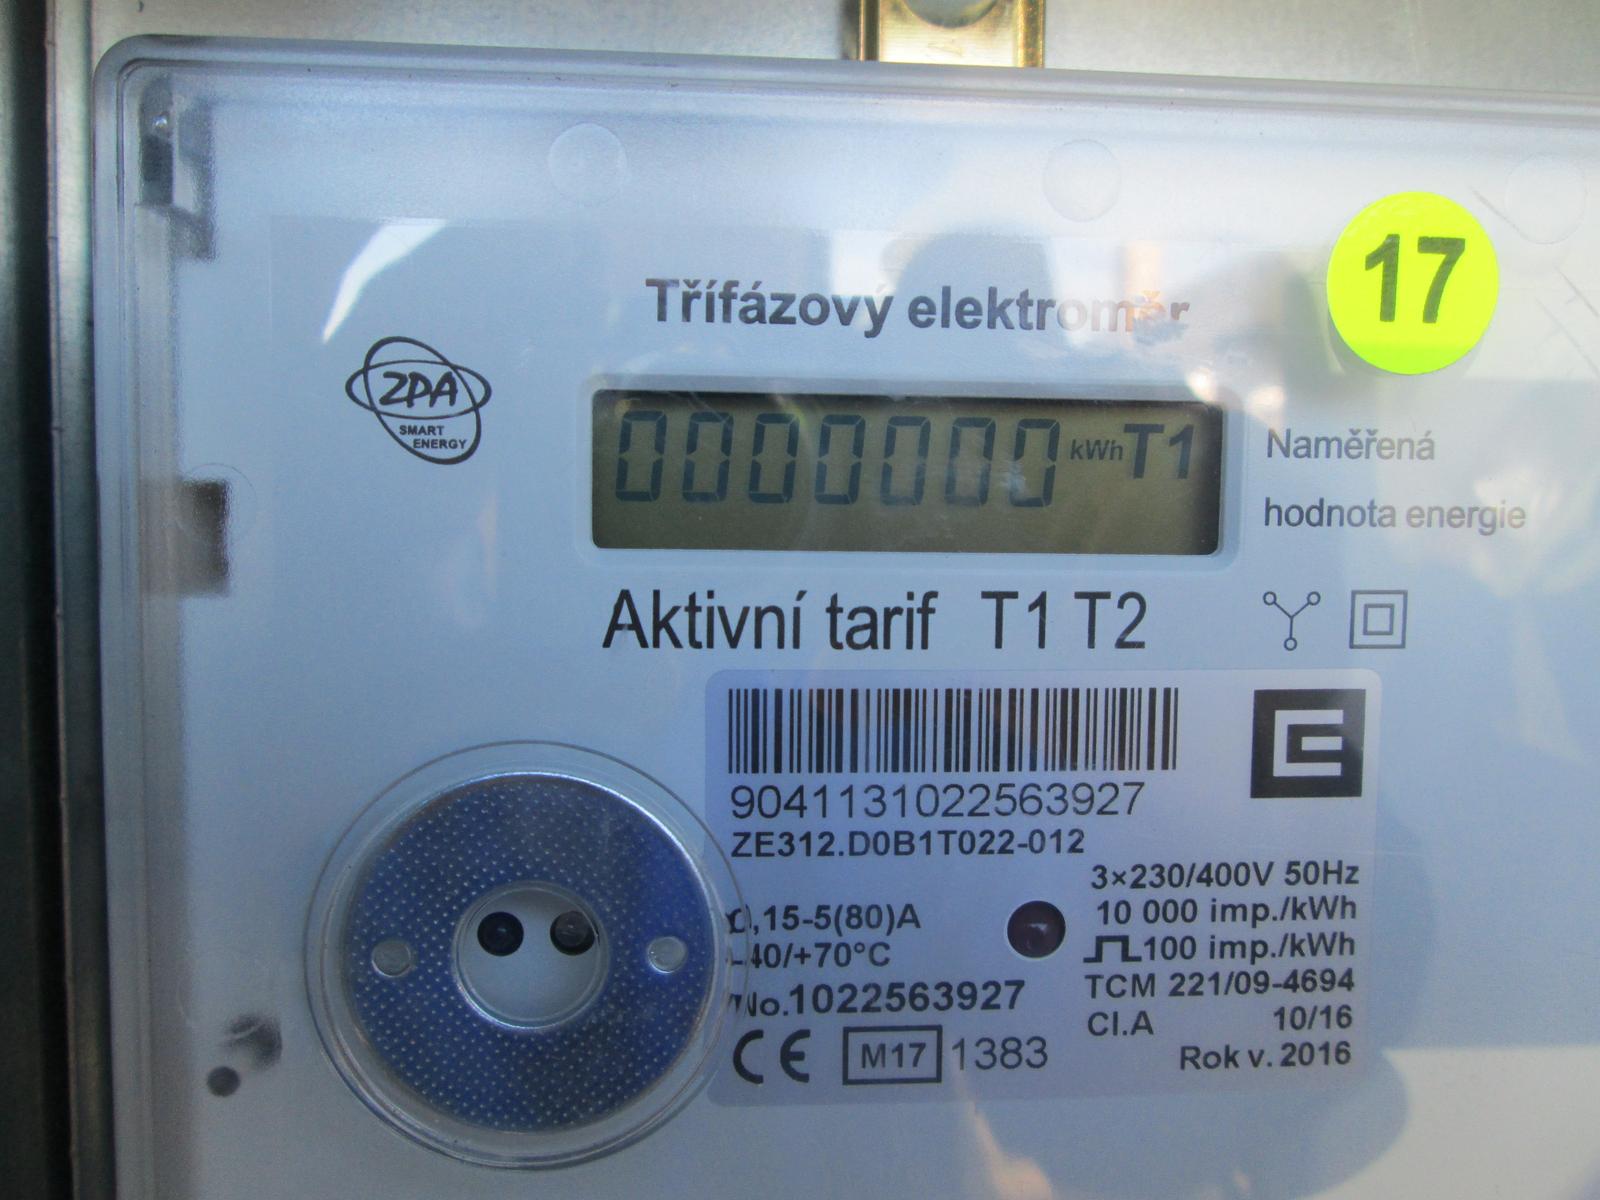 17
Třífázový elektroměr
ZPA
SMART
ENERGY
0000000 kWh T1
Naměřená
hodnota energie
Aktivní tarif T1 T2
9041131022563927
ZE312.D0B1T022-012
3×230/400V 50Hz
,15-5(80)A
10 000 imp./kWh
-40/+70°C
100 imp./kWh
No.1022563927
TCM 221/09-4694
Cl.A 10/16
CE M17 1383
Rok v. 2016